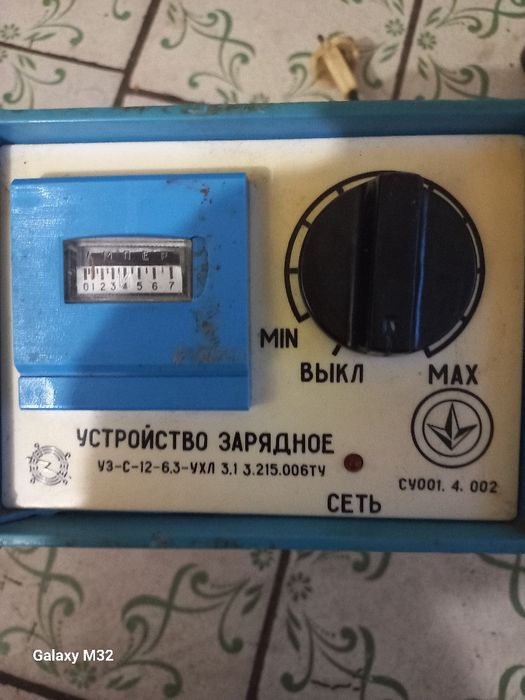 АМПЕР
0 1 2 3 4 5 6 7
MIN
ВЫКЛ
MAX
УСТРОЙСТВО ЗАРЯДНОЕ
УЗ-С-12-6,3-УХЛ 3.1 3.215.006ТУ
СУ001. 4. 002
СЕТЬ
Galaxy M32